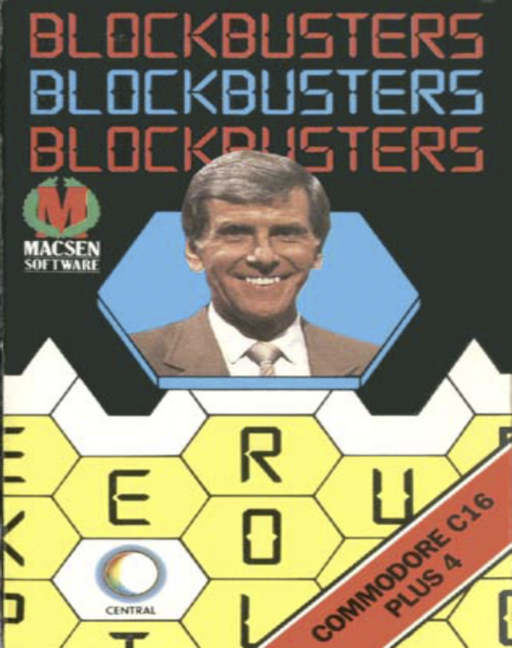 BLOCKBUSTERS
BLOCKBUSTERS
BLOCKBUSTERS
M
MACSEN
SOFTWARE
R
E
U
O
K
CENTRAL
P
L
T
COMMODORE C16
PLUS 4